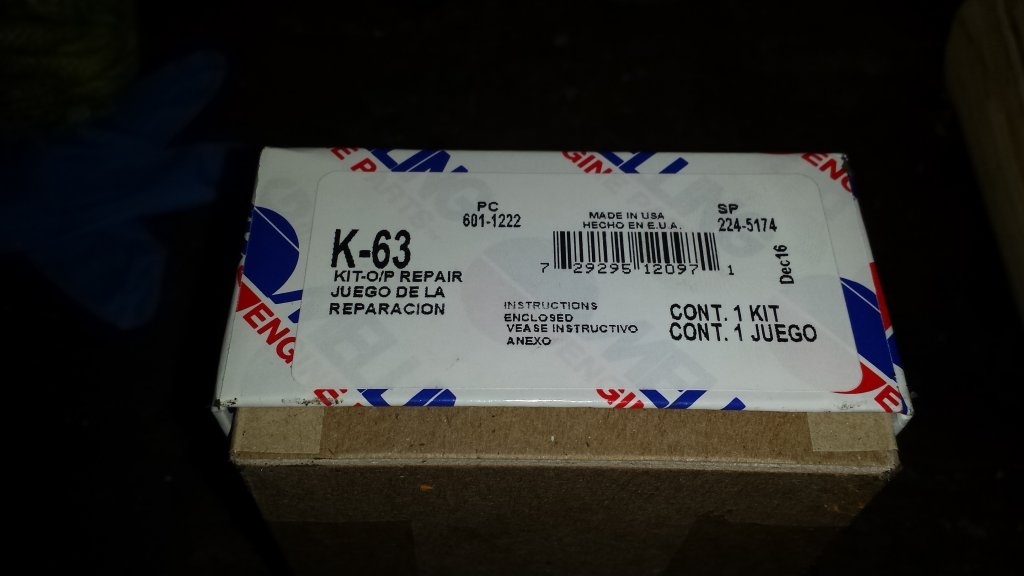 PC
601-1222
MADE IN USA
HECHO EN E.U.A.
SP
224-5174
K-63
KIT-O/P REPAIR
JUEGO DE LA
REPARACION
7 29295 12097 1
Dec16
INSTRUCTIONS
ENCLOSED
VEASE INSTRUCTIVO
ANEXO
CONT. 1 KIT
CONT. 1 JUEGO